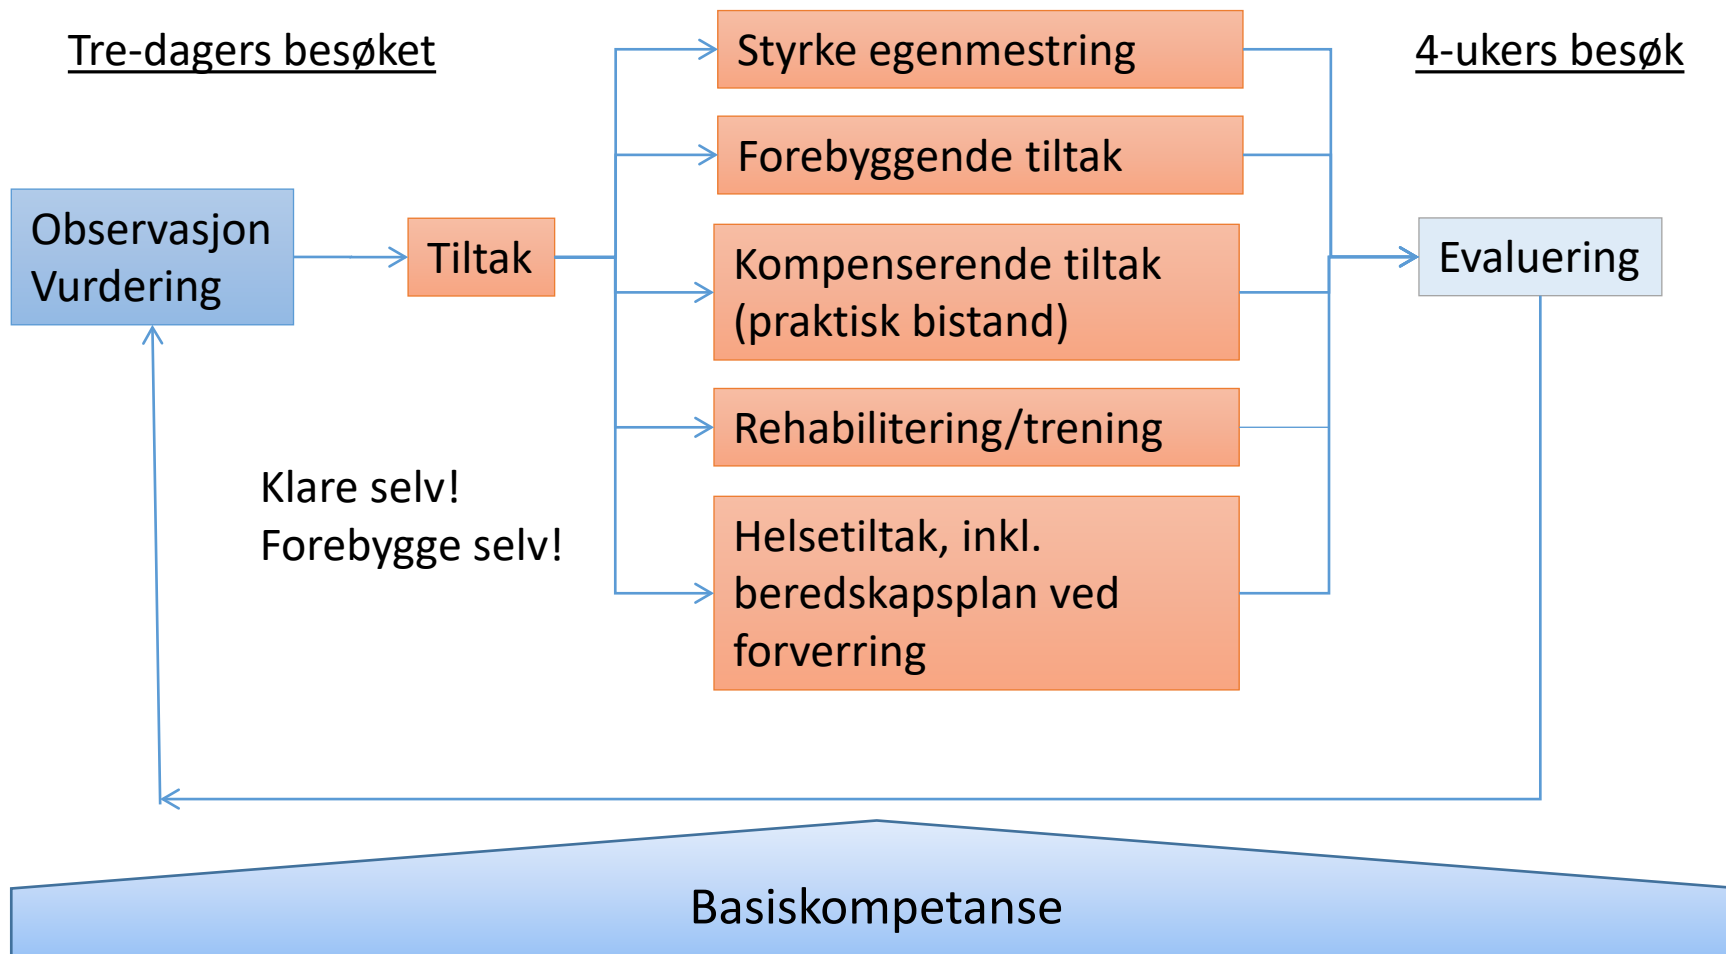 Tre-dagers besøket
4-ukers besøk
Observasjon
Vurdering
Tiltak
Styrke egenmestring
Forebyggende tiltak
Kompenserende tiltak
(praktisk bistand)
Rehabilitering/trening
Helsetiltak, inkl.
beredskapsplan ved
forverring
Evaluering
Klare selv!
Forebygge selv!
Basiskompetanse